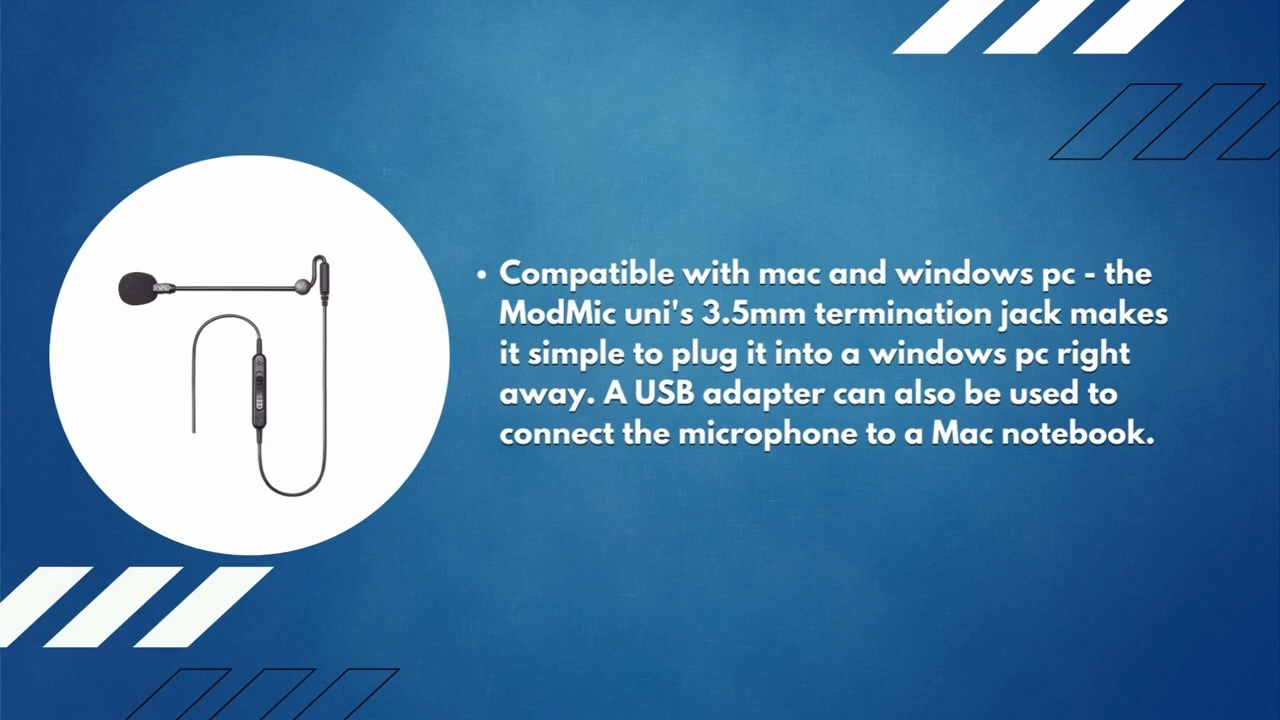 • Compatible with mac and windows pc - the
ModMic uni's 3.5mm termination jack makes
it simple to plug it into a windows pc right
away. A USB adapter can also be used to
connect the microphone to a Mac notebook.